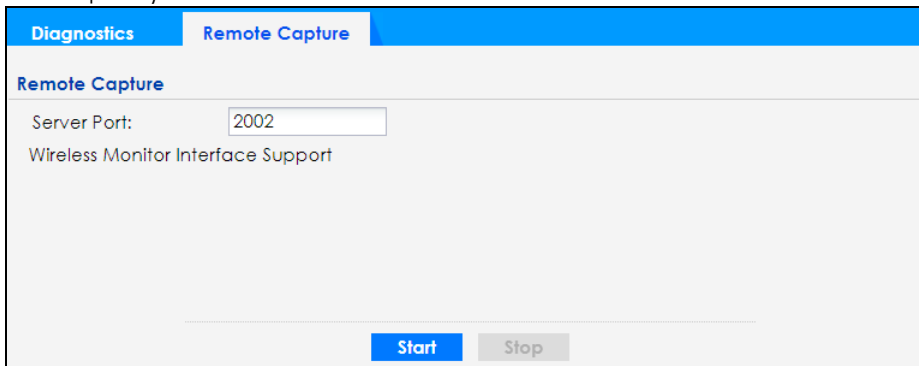 Diagnostics Remote Capture
Remote Capture
Server Port: 2002
Wireless Monitor Interface Support
Start Stop